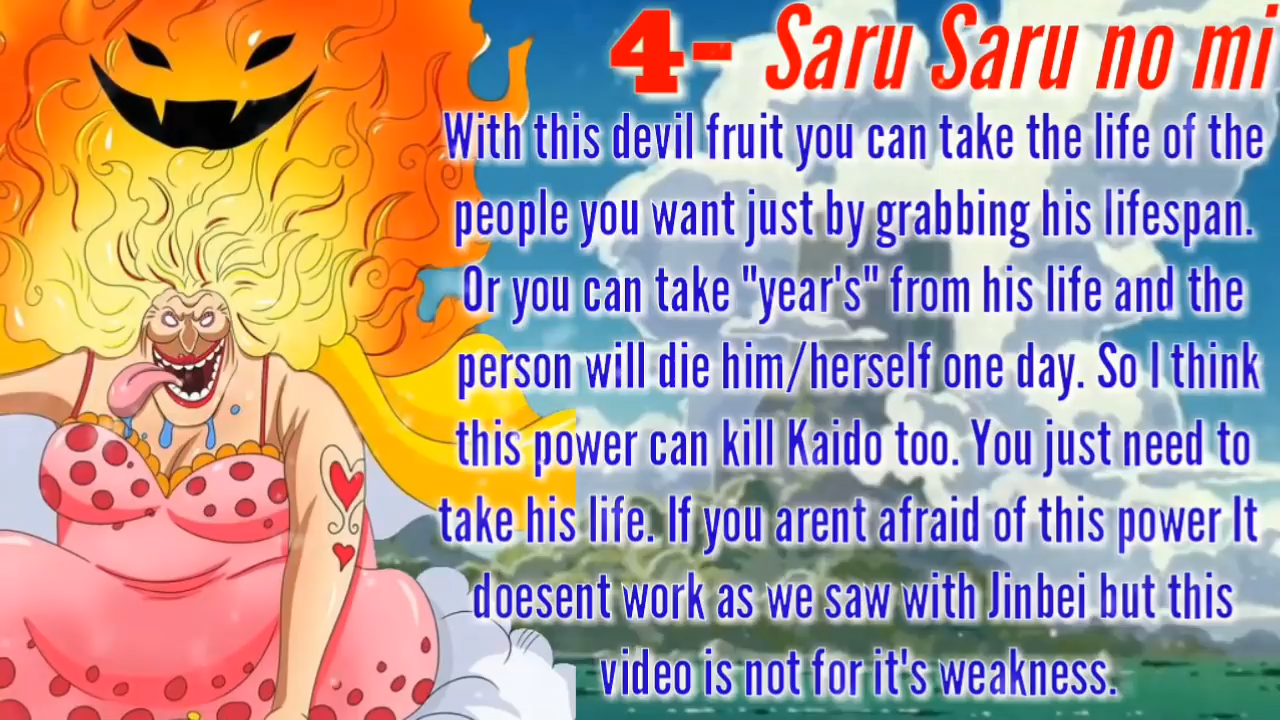 4- Saru Saru no mi
With this devil fruit you can take the life of the
people you want just by grabbing his lifespan.
Or you can take "year's" from his life and the
person will die him/herself one day. So I think
this power can kill Kaido too. You just need to
take his life. If you arent afraid of this power It
doesent work as we saw with Jinbei but this
video is not for it's weakness.